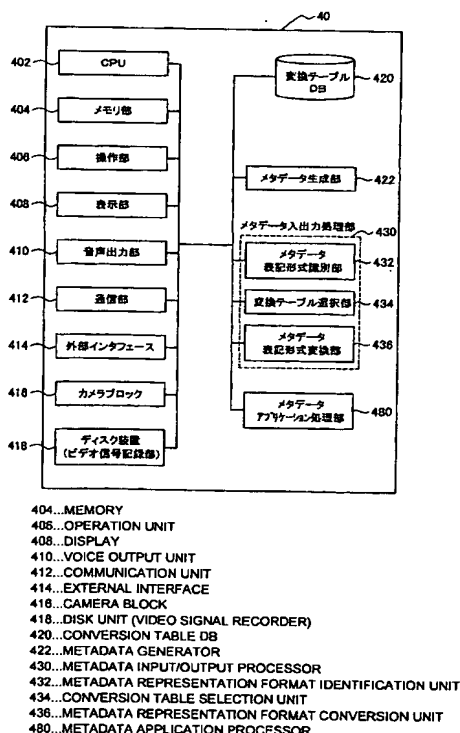 40
402
CPU
404
メモリ部
406
操作部
408
表示部
410
音声出力部
412
通信部
414
外部インタフェース
416
カメラブロック
418
ディスク装置
(ビデオ信号記録部)
変換テーブル
DB
420
メタデータ生成部
422
メタデータ入出力処理部
430
メタデータ
表記形式識別部
432
変換テーブル選択部
434
メタデータ
表記形式変換部
436
メタデータ
アプリケーション処理部
480
404...MEMORY
406...OPERATION UNIT
408...DISPLAY
410...VOICE OUTPUT UNIT
412...COMMUNICATION UNIT
414...EXTERNAL INTERFACE
416...CAMERA BLOCK
418...DISK UNIT (VIDEO SIGNAL RECORDER)
420...CONVERSION TABLE DB
422...METADATA GENERATOR
430...METADATA INPUT/OUTPUT PROCESSOR
432...METADATA REPRESENTATION FORMAT IDENTIFICATION UNIT
434...CONVERSION TABLE SELECTION UNIT
436...METADATA REPRESENTATION FORMAT CONVERSION UNIT
480...METADATA APPLICATION PROCESSOR